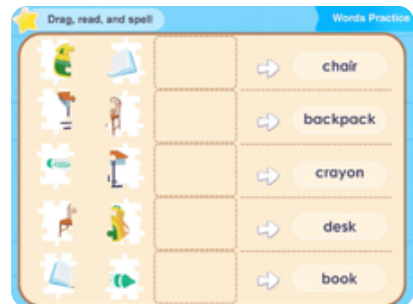 Drag, read, and spell
Words Practice
chair
backpack
crayon
desk
book